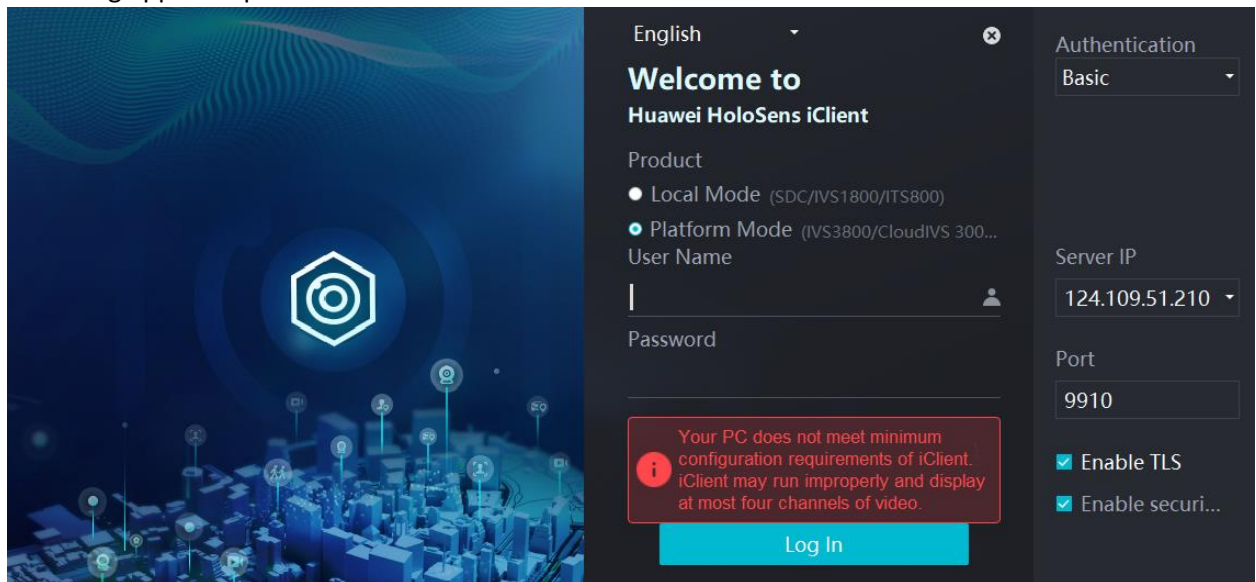 English
Welcome to
Huawei HoloSens iClient
Product
Local Mode (SDC/IVS1800/ITS800)
Platform Mode (IVS3800/CloudIVS 300...
User Name
Password
Your PC does not meet minimum
configuration requirements of iClient.
iClient may run improperly and display
at most four channels of video.
Log In
Authentication
Basic
Server IP
124.109.51.210
Port
9910
Enable TLS
Enable securi...